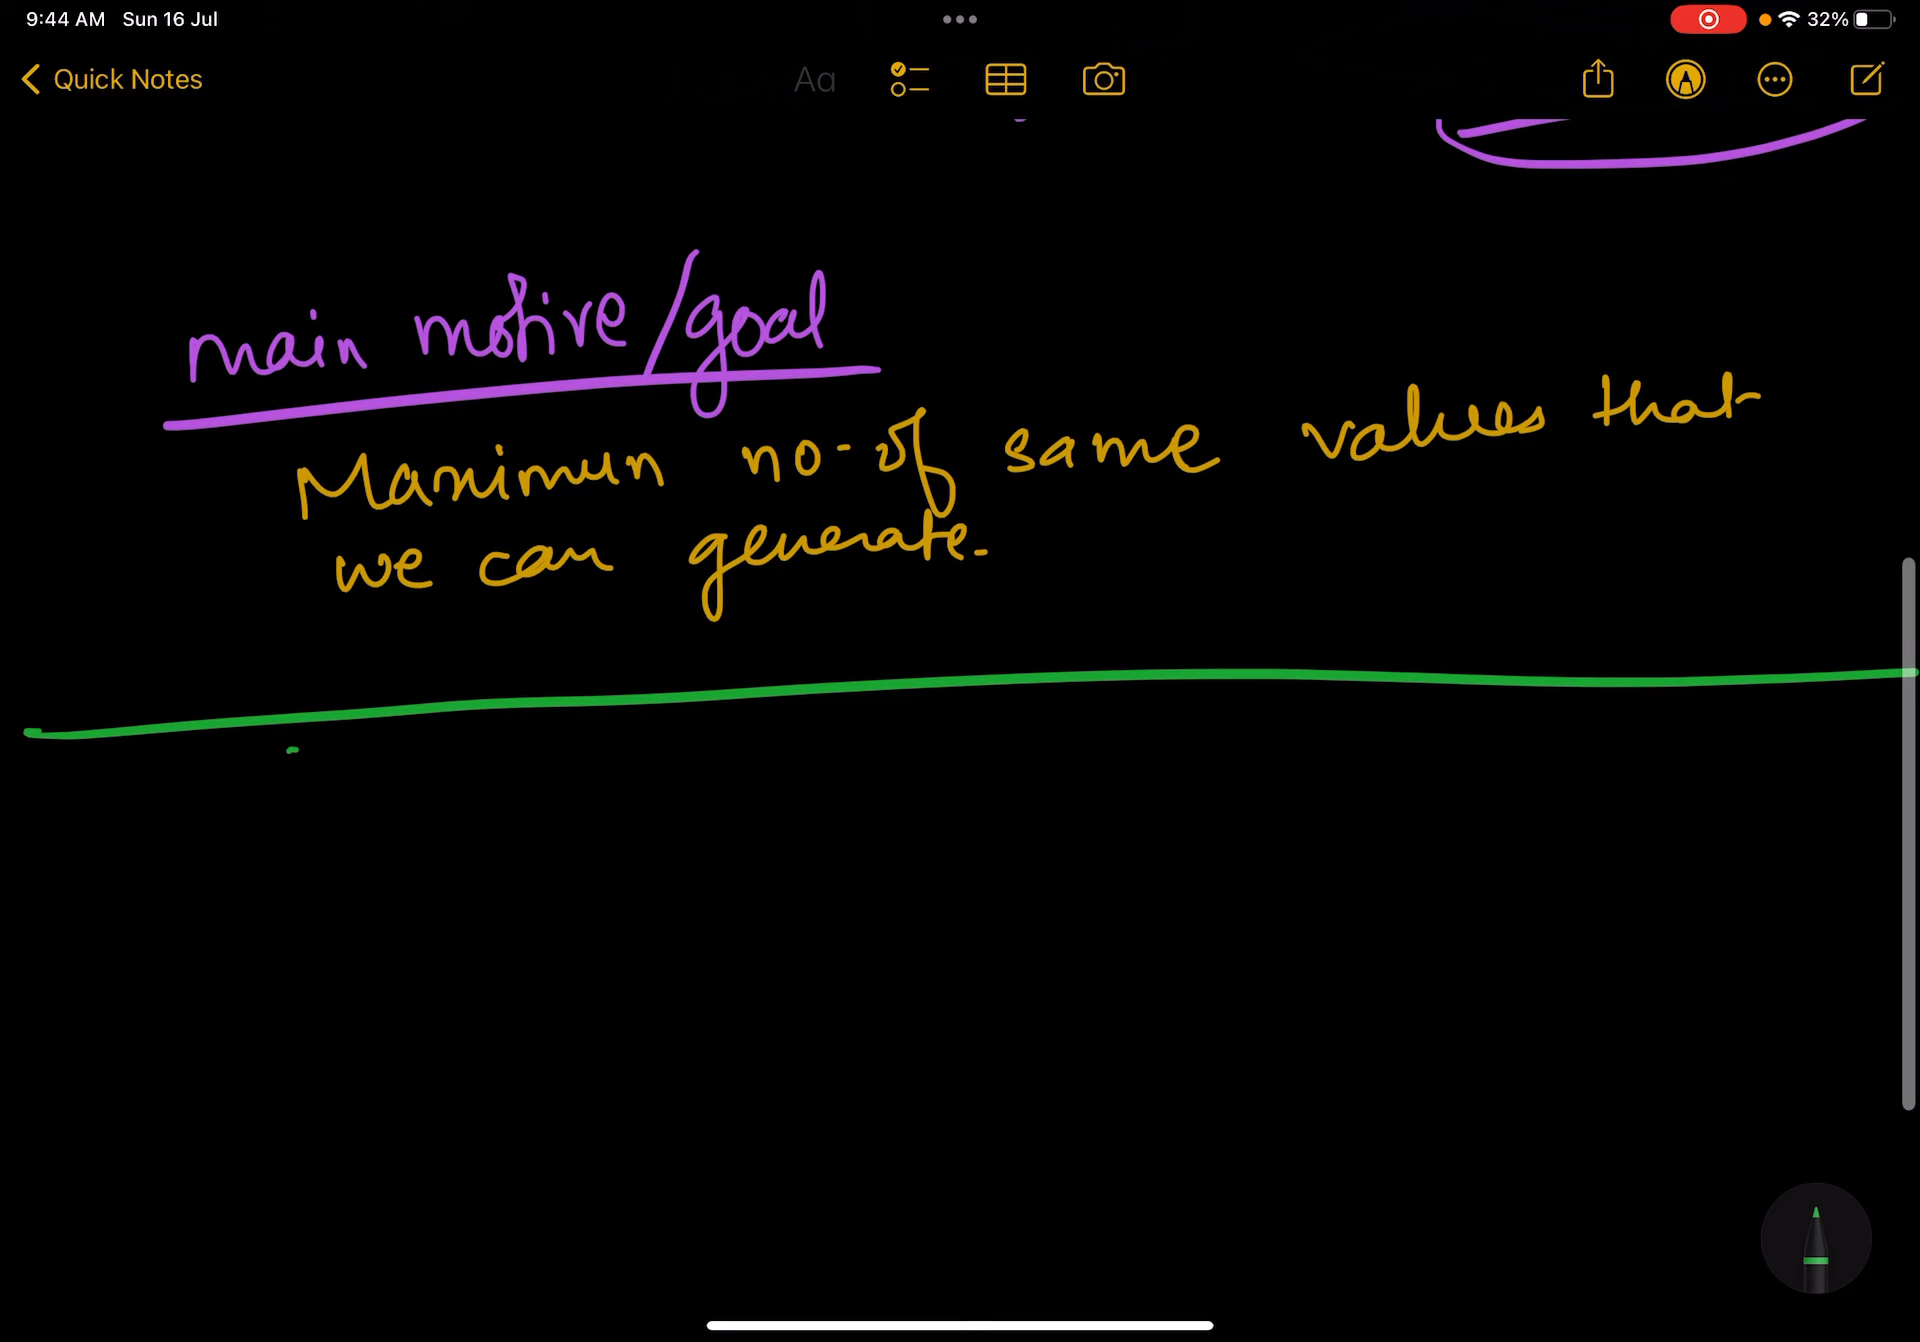 9:44 AM Sun 16 Jul 32%
Quick Notes Aa
main motive/goal
Maximum no. of same values that
we can generate.